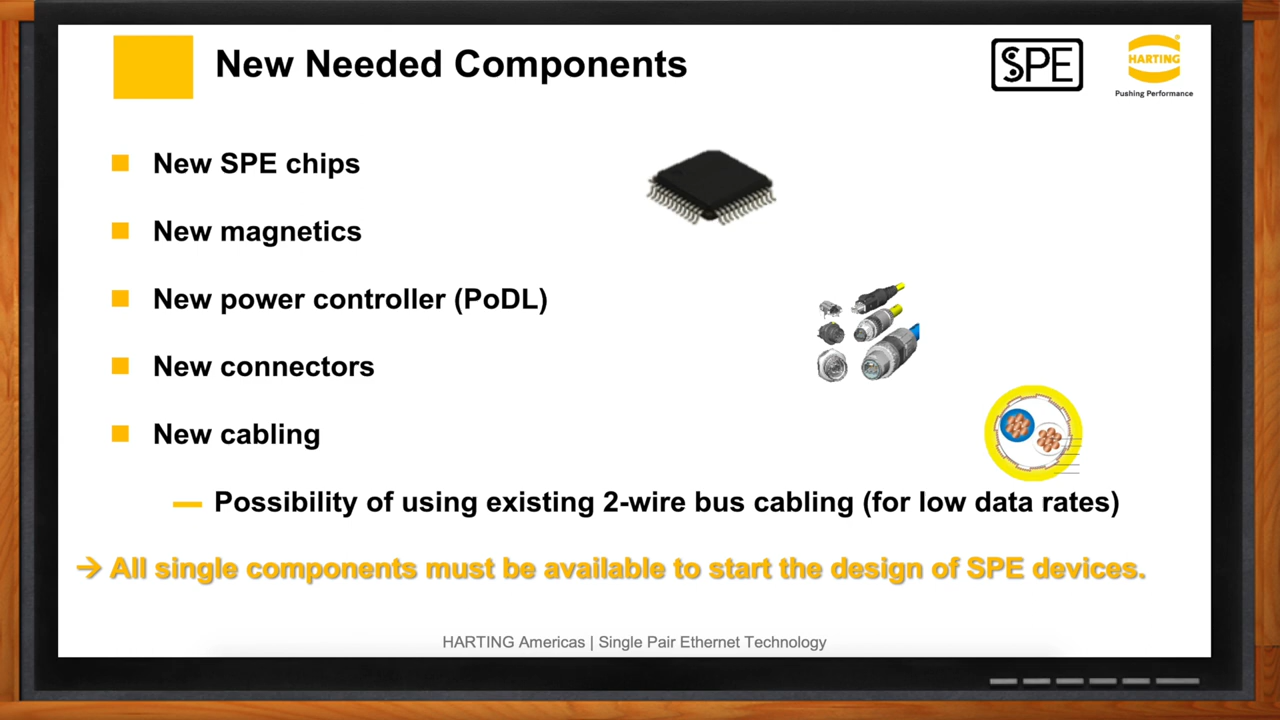 New Needed Components
SPE
HARTING
Pushing Performance
New SPE chips
New magnetics
New power controller (PoDL)
New connectors
New cabling
Possibility of using existing 2-wire bus cabling (for low data rates)
→ All single components must be available to start the design of SPE devices.
HARTING Americas | Single Pair Ethernet Technology